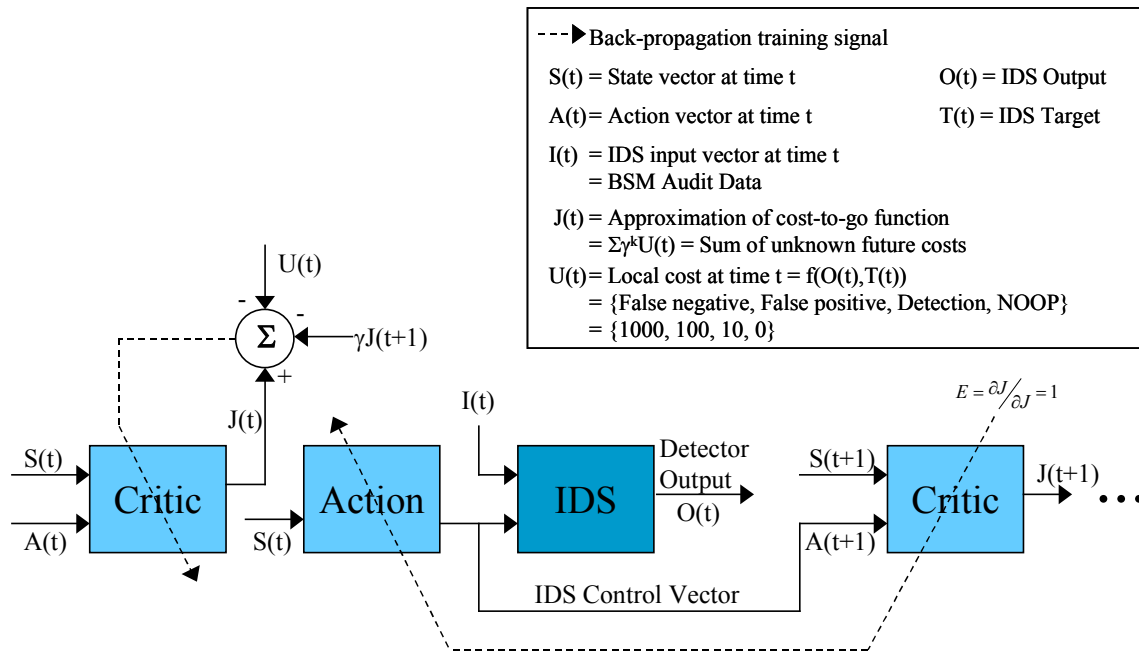 Back-propagation training signal
S(t) = State vector at time t
O(t) = IDS Output
A(t) = Action vector at time t
T(t) = IDS Target
I(t) = IDS input vector at time t
= BSM Audit Data
J(t) = Approximation of cost-to-go function
= ΣγᵏU(t) = Sum of unknown future costs
U(t) = Local cost at time t = f(O(t),T(t))
= {False negative, False positive, Detection, NOOP}
= {1000, 100, 10, 0}
U(t)
-
-
Σ
γJ(t+1)
+
J(t)
S(t)
A(t)
Critic
S(t)
Action
I(t)
IDS
Detector
Output
O(t)
IDS Control Vector
E = ∂J/∂J = 1
S(t+1)
A(t+1)
Critic
J(t+1)
...